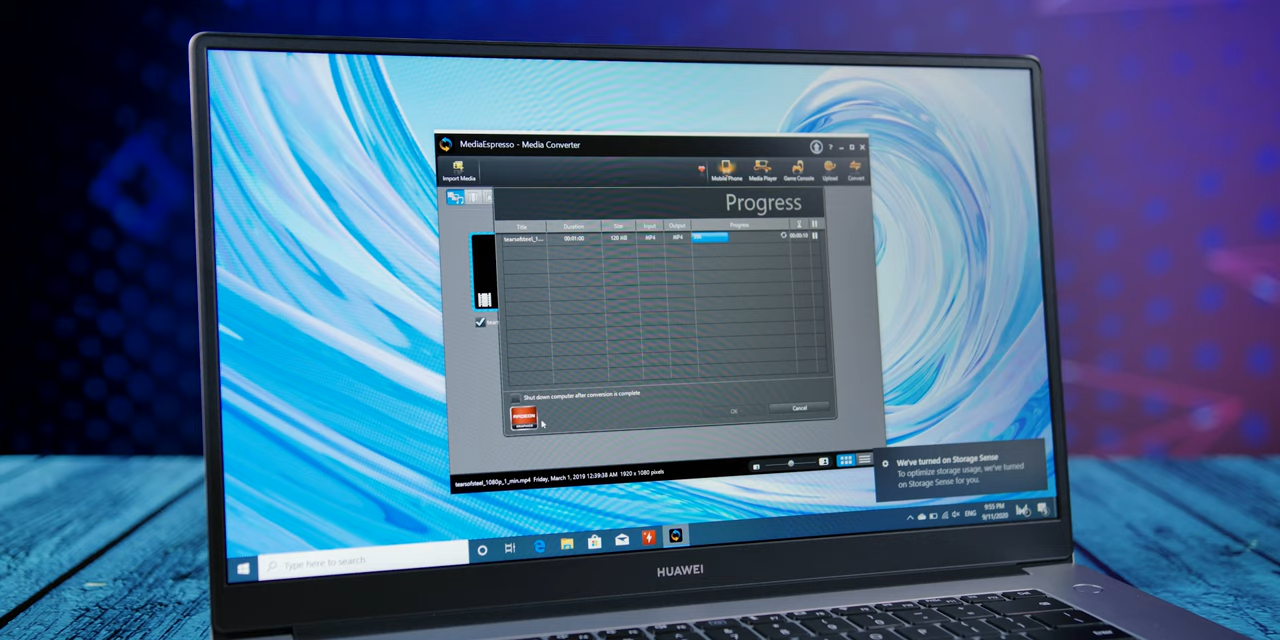 MediaEspresso - Media Converter
Import Media
Mobile Phone Media Player Game Console Upload Convert
Progress
Title Duration Size Input Output Progress
tearsofsteel_1... 00:01:00 120 MB MP4 MP4 00:00:10
Shut down computer after conversion is complete
RADEON
GRAPHICS
OK Cancel
tearsofsteel_1080p_1_min.mp4 Friday, March 1, 2019 12:39:38 AM 1920 x 1080 pixels
We've turned on Storage Sense
To optimize storage usage, we've turned
on Storage Sense for you.
Type here to search
ENG
9:55 PM
9/11/2020
HUAWEI